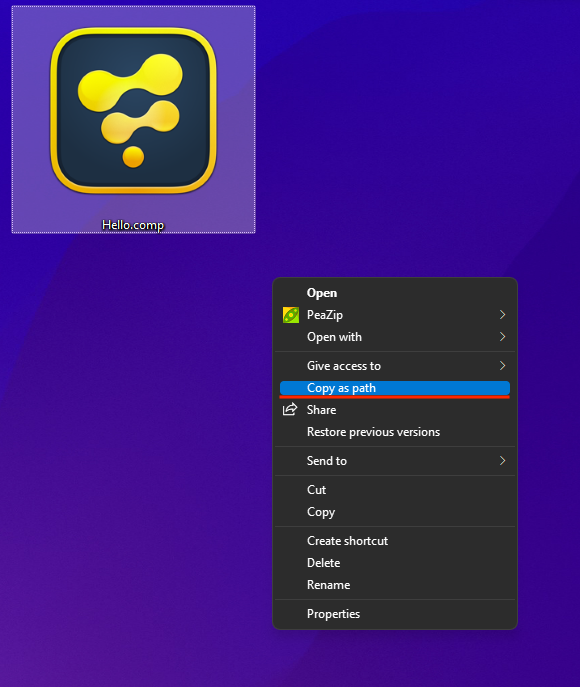 Hello.comp
Open
PeaZip
Open with
Give access to
Copy as path
Share
Restore previous versions
Send to
Cut
Copy
Create shortcut
Delete
Rename
Properties